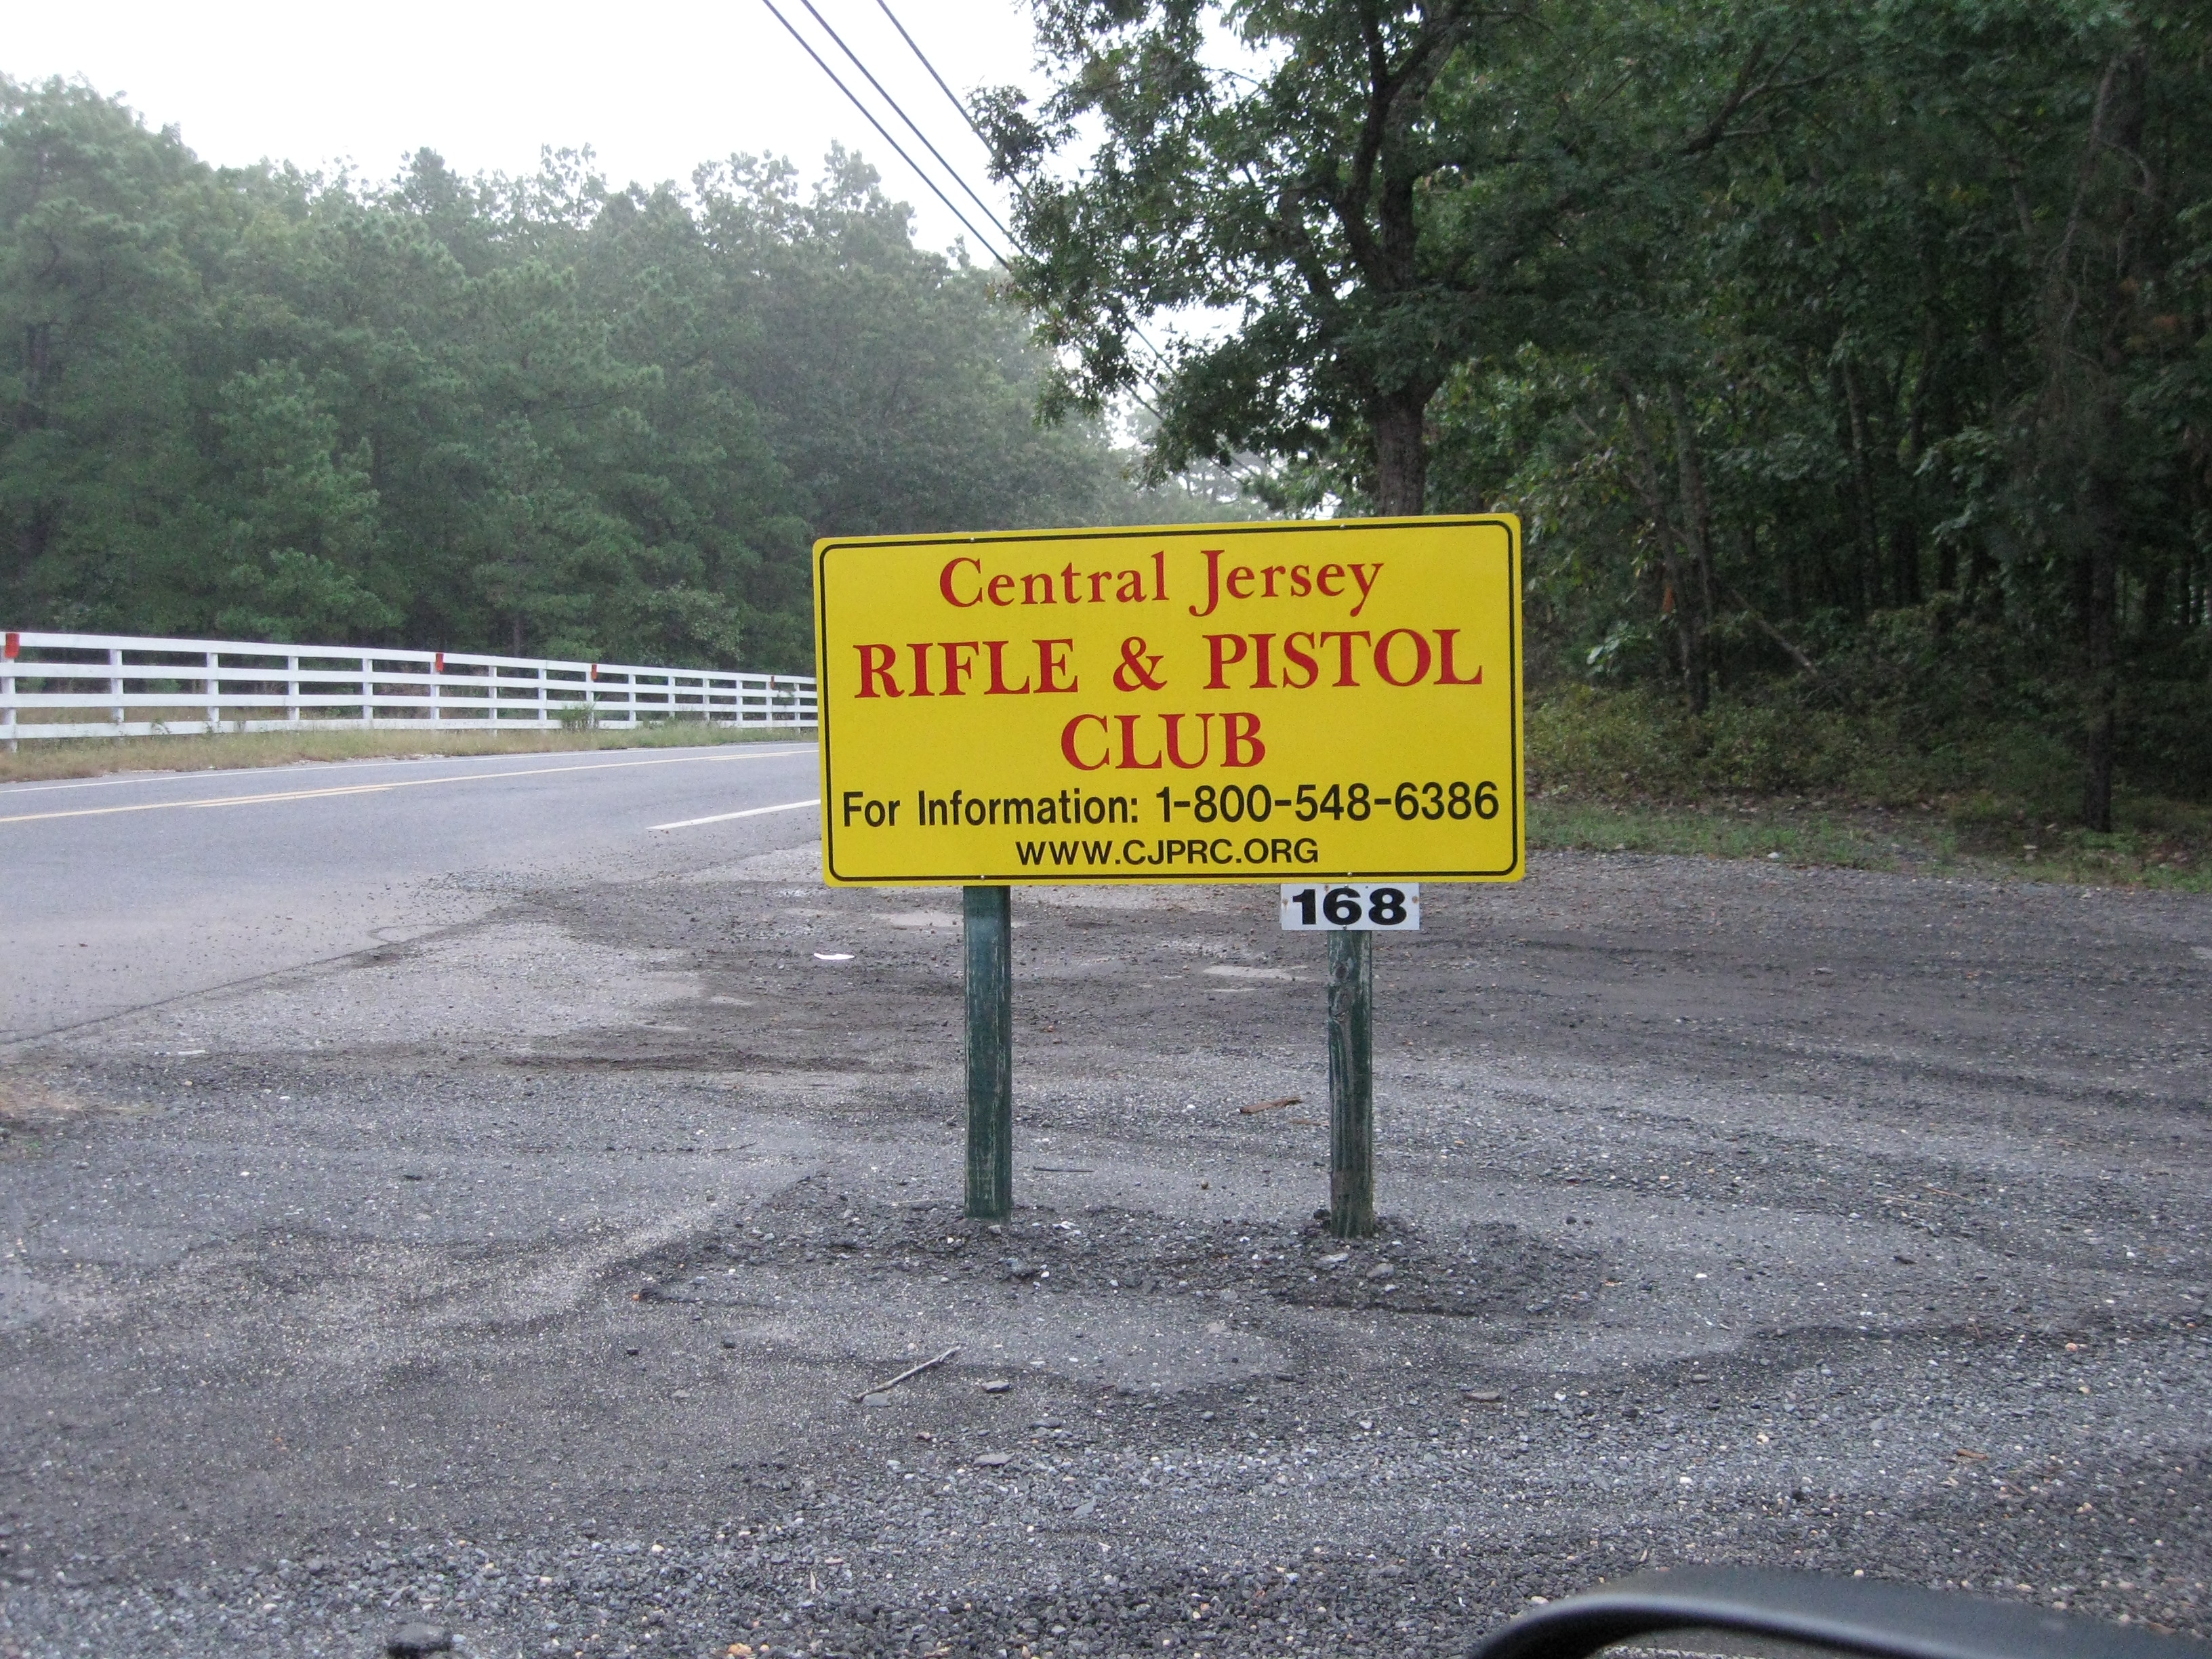 Central Jersey
RIFLE & PISTOL
CLUB
For Information: 1-800-548-6386
WWW.CJPRC.ORG
168